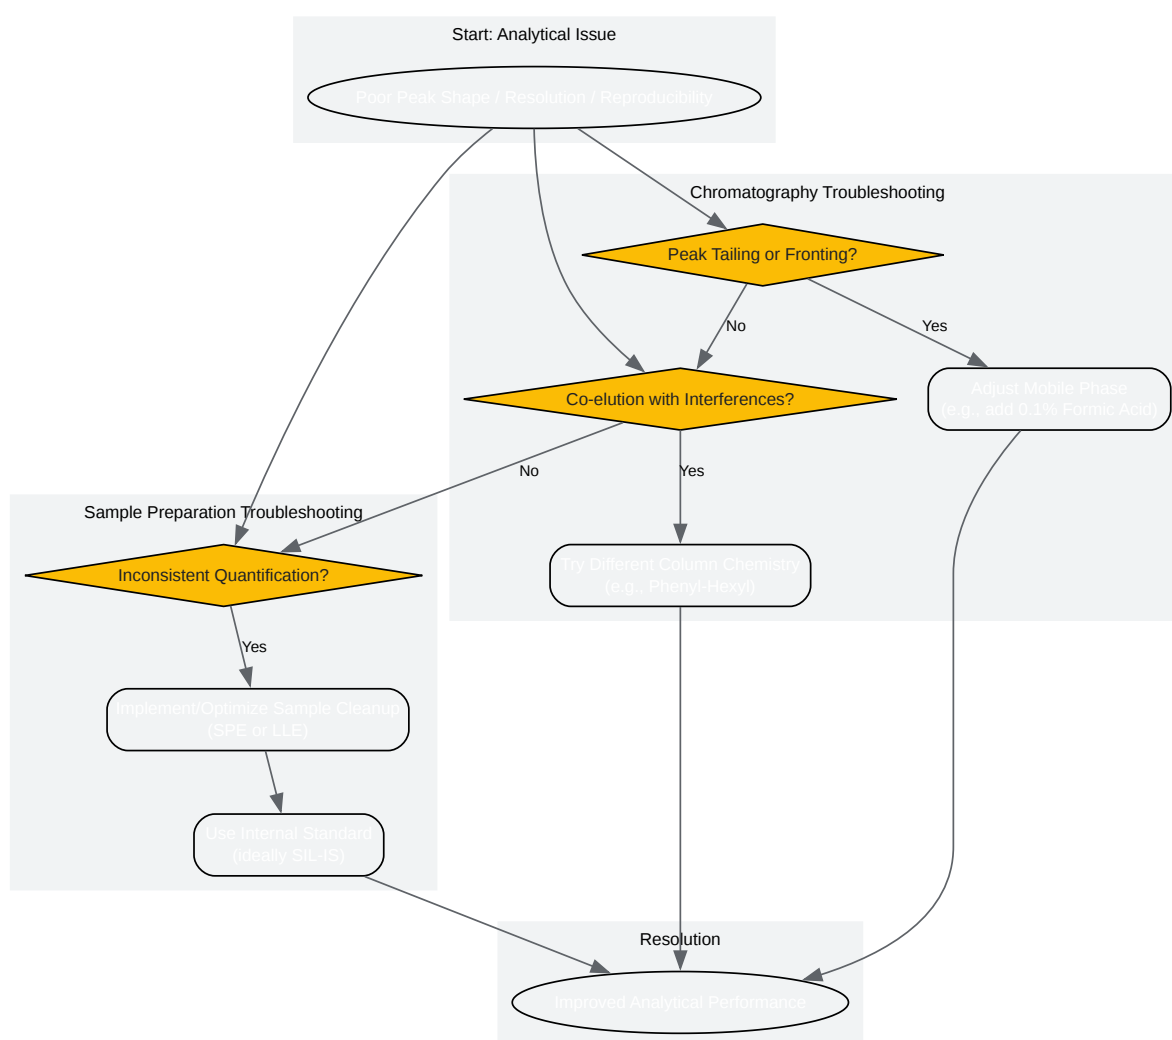 Start: Analytical Issue
Poor Peak Shape / Resolution / Reproducibility
Chromatography Troubleshooting
Peak Tailing or Fronting?
No
Yes
Co-elution with Interferences?
Adjust Mobile Phase
(e.g., add 0.1% Formic Acid)
No
Yes
Sample Preparation Troubleshooting
Inconsistent Quantification?
Try Different Column Chemistry
(e.g., Phenyl-Hexyl)
Yes
Implement/Optimize Sample Cleanup
(SPE or LLE)
Use Internal Standard
(ideally SIL-IS)
Resolution
Improved Analytical Performance